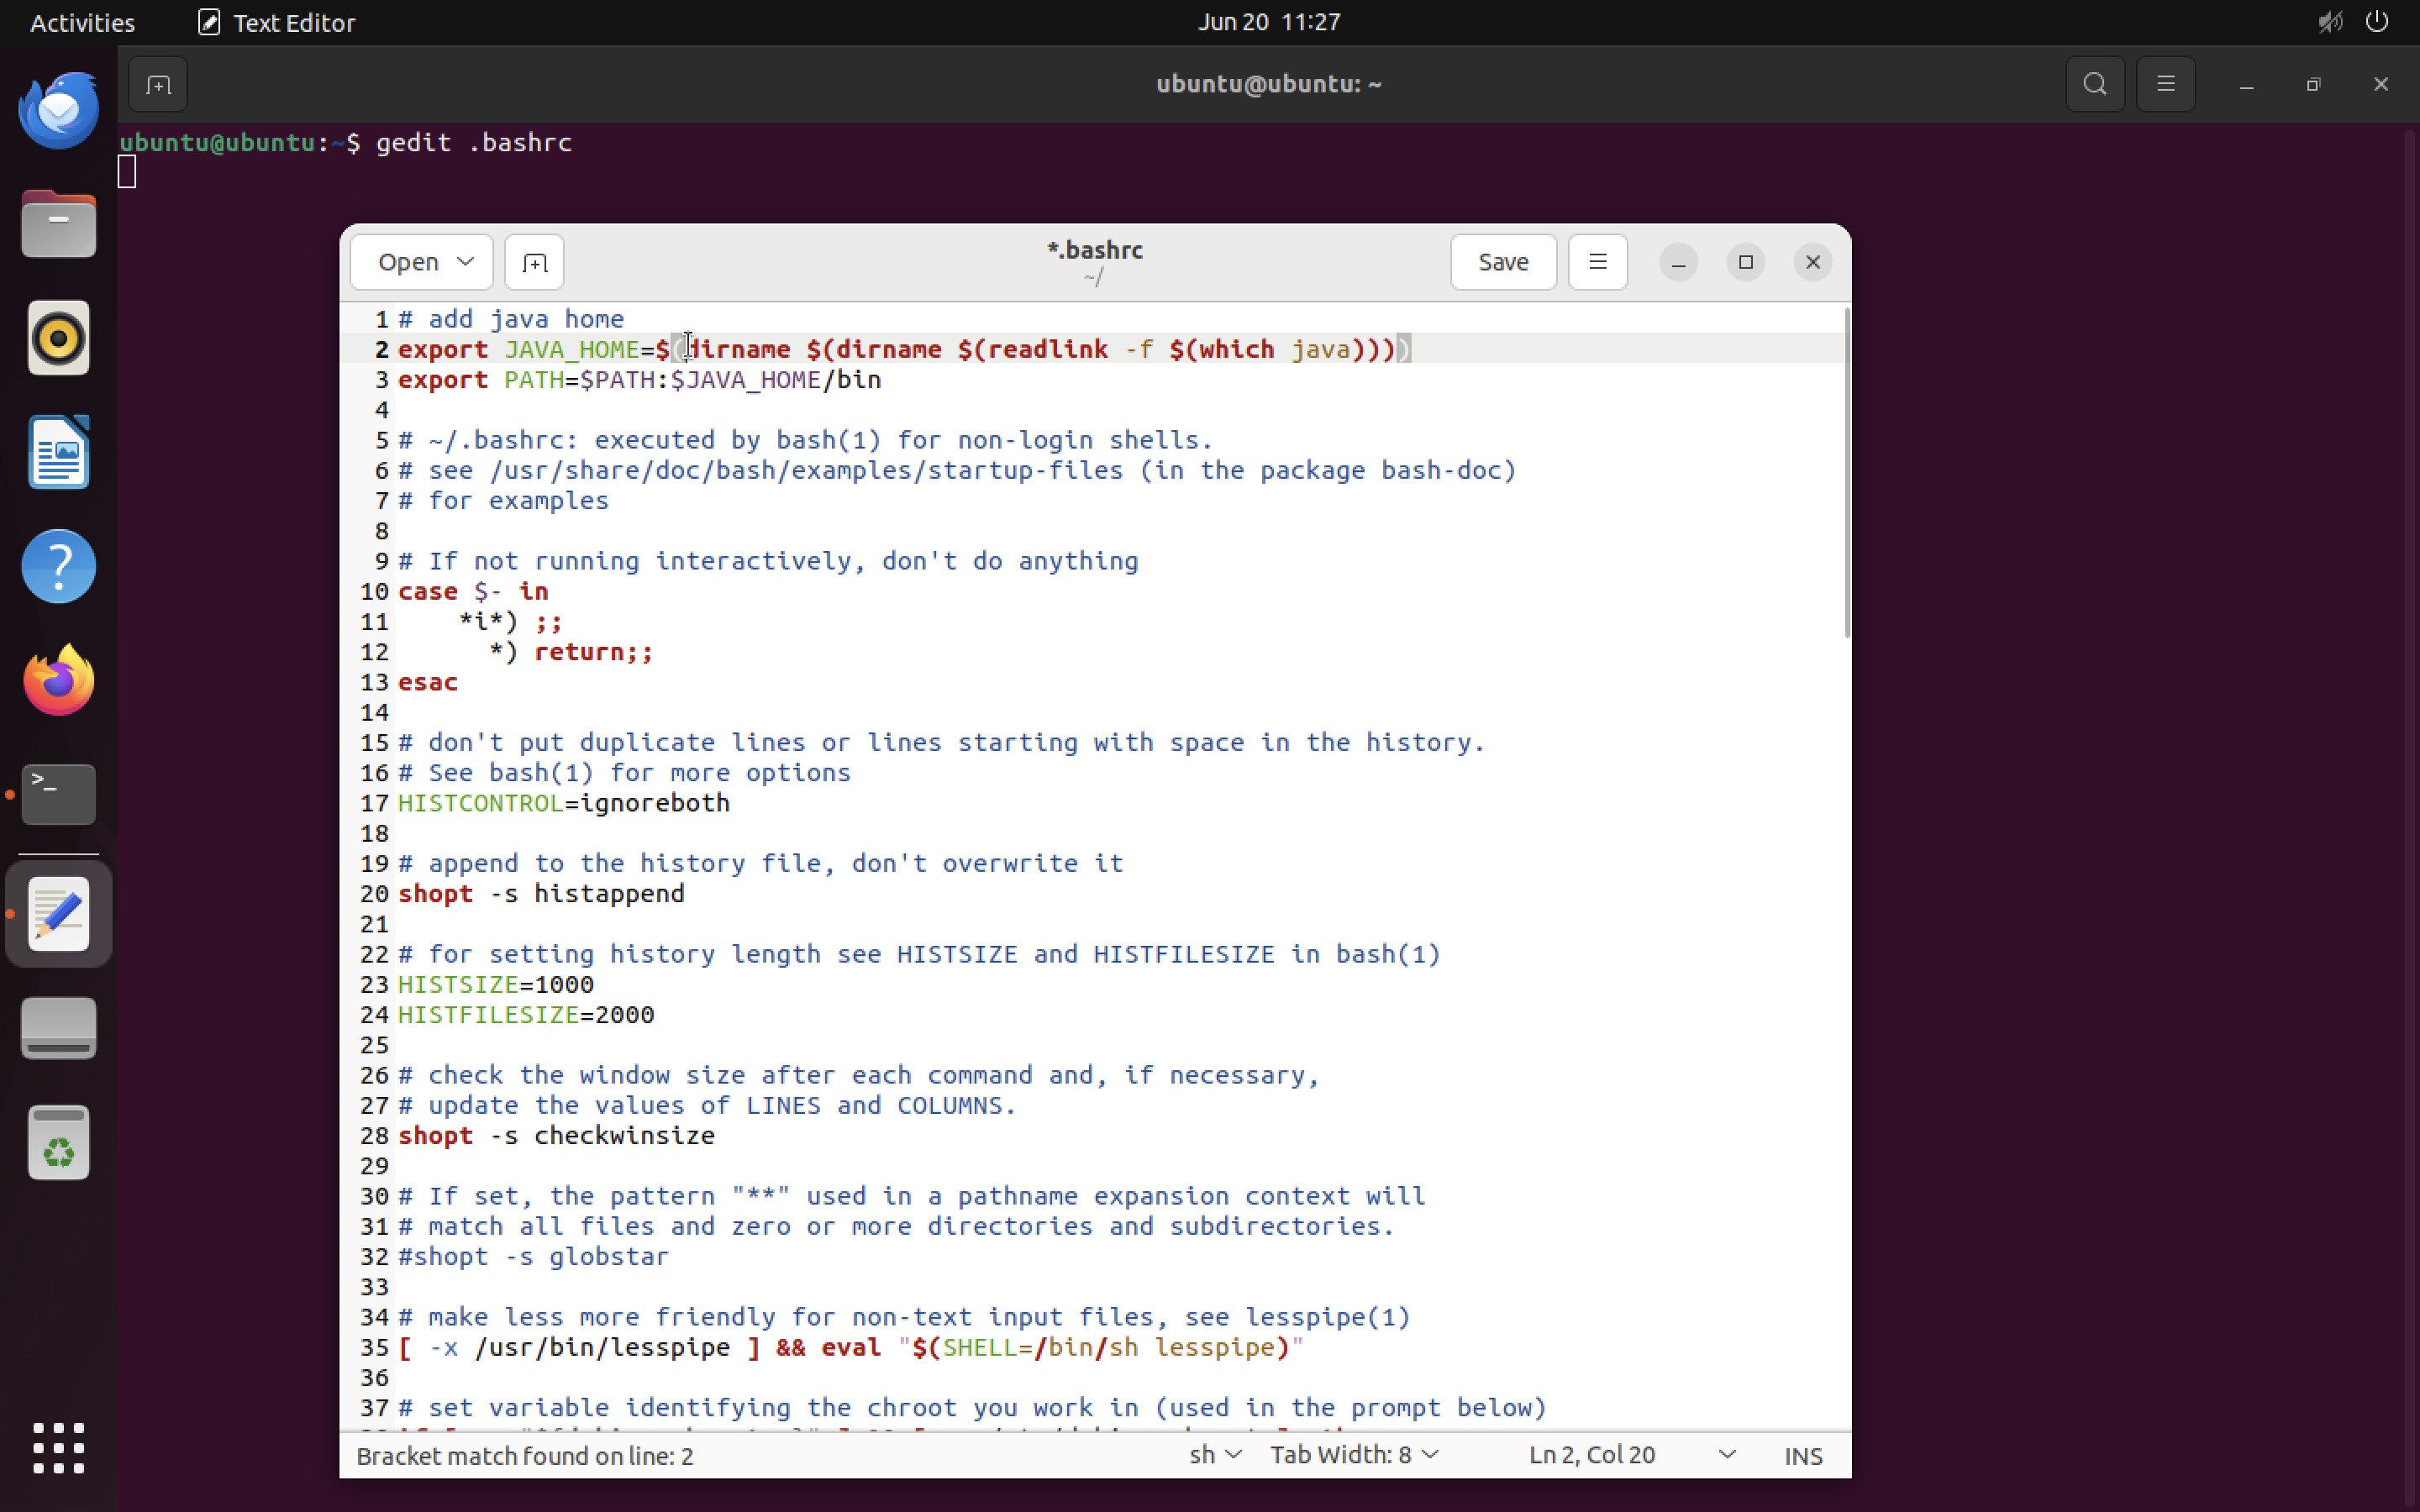 Activities Text Editor Jun 20 11:27
ubuntu@ubuntu: ~
ubuntu@ubuntu:~$ gedit .bashrc
Open *.bashrc Save
~/
1 # add java home
2 export JAVA_HOME=$(dirname $(dirname $(readlink -f $(which java))))
3 export PATH=$PATH:$JAVA_HOME/bin
4
5 # ~/.bashrc: executed by bash(1) for non-login shells.
6 # see /usr/share/doc/bash/examples/startup-files (in the package bash-doc)
7 # for examples
8
9 # If not running interactively, don't do anything
10 case $- in
11     *i*) ;;
12       *) return;;
13 esac
14
15 # don't put duplicate lines or lines starting with space in the history.
16 # See bash(1) for more options
17 HISTCONTROL=ignoreboth
18
19 # append to the history file, don't overwrite it
20 shopt -s histappend
21
22 # for setting history length see HISTSIZE and HISTFILESIZE in bash(1)
23 HISTSIZE=1000
24 HISTFILESIZE=2000
25
26 # check the window size after each command and, if necessary,
27 # update the values of LINES and COLUMNS.
28 shopt -s checkwinsize
29
30 # If set, the pattern "**" used in a pathname expansion context will
31 # match all files and zero or more directories and subdirectories.
32 #shopt -s globstar
33
34 # make less more friendly for non-text input files, see lesspipe(1)
35 [ -x /usr/bin/lesspipe ] && eval "$(SHELL=/bin/sh lesspipe)"
36
37 # set variable identifying the chroot you work in (used in the prompt below)
Bracket match found on line: 2 sh Tab Width: 8 Ln 2, Col 20 INS